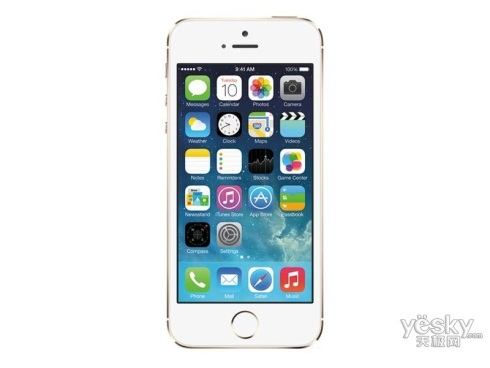 9:41 AM 100%
Tuesday
10
Messages Calendar Photos Camera
Weather Clock Maps Videos
Notes Reminders Stocks Game Center
Newsstand iTunes Store App Store Passbook
Compass Settings
Phone Mail Safari Music
yesky
天极网